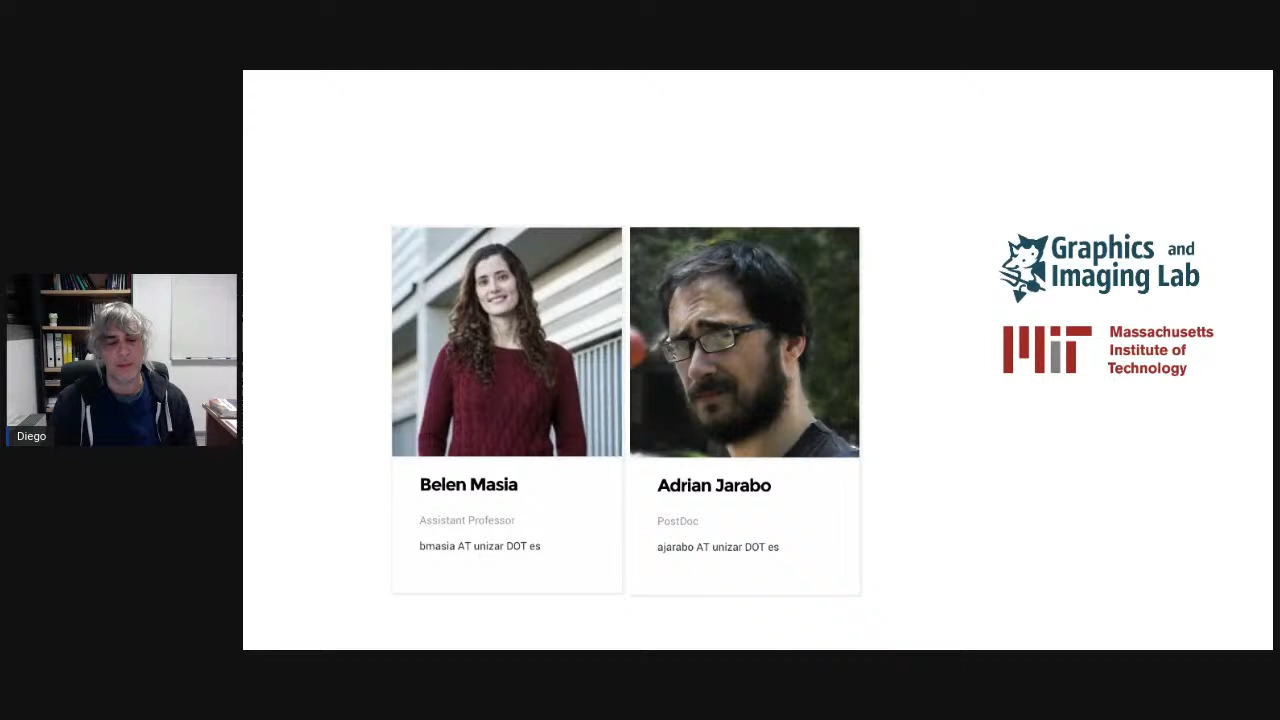 Diego
Belen Masia
Assistant Professor
bmasia AT unizar DOT es
Adrian Jarabo
PostDoc
ajarabo AT unizar DOT es
Graphics and
Imaging Lab
MIT
Massachusetts
Institute of
Technology